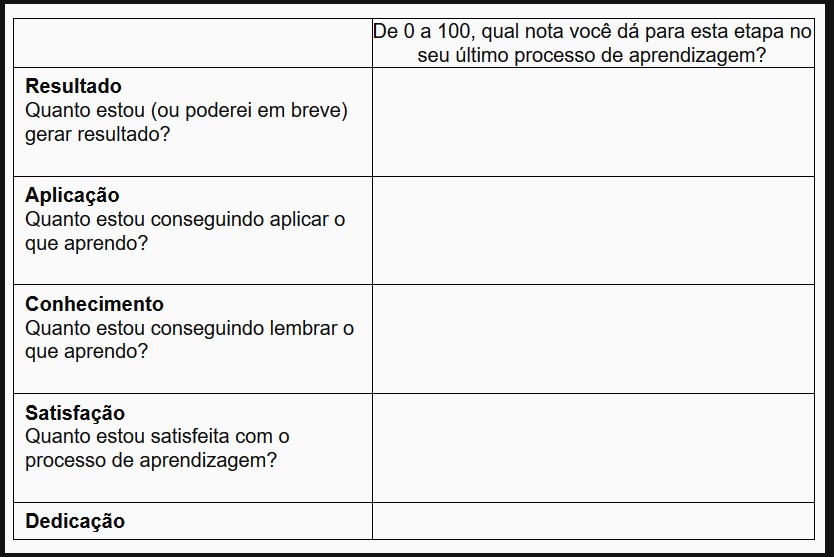 De 0 a 100, qual nota você dá para esta etapa no
seu último processo de aprendizagem?
Resultado
Quanto estou (ou poderei em breve)
gerar resultado?
Aplicação
Quanto estou conseguindo aplicar o
que aprendo?
Conhecimento
Quanto estou conseguindo lembrar o
que aprendo?
Satisfação
Quanto estou satisfeita com o
processo de aprendizagem?
Dedicação